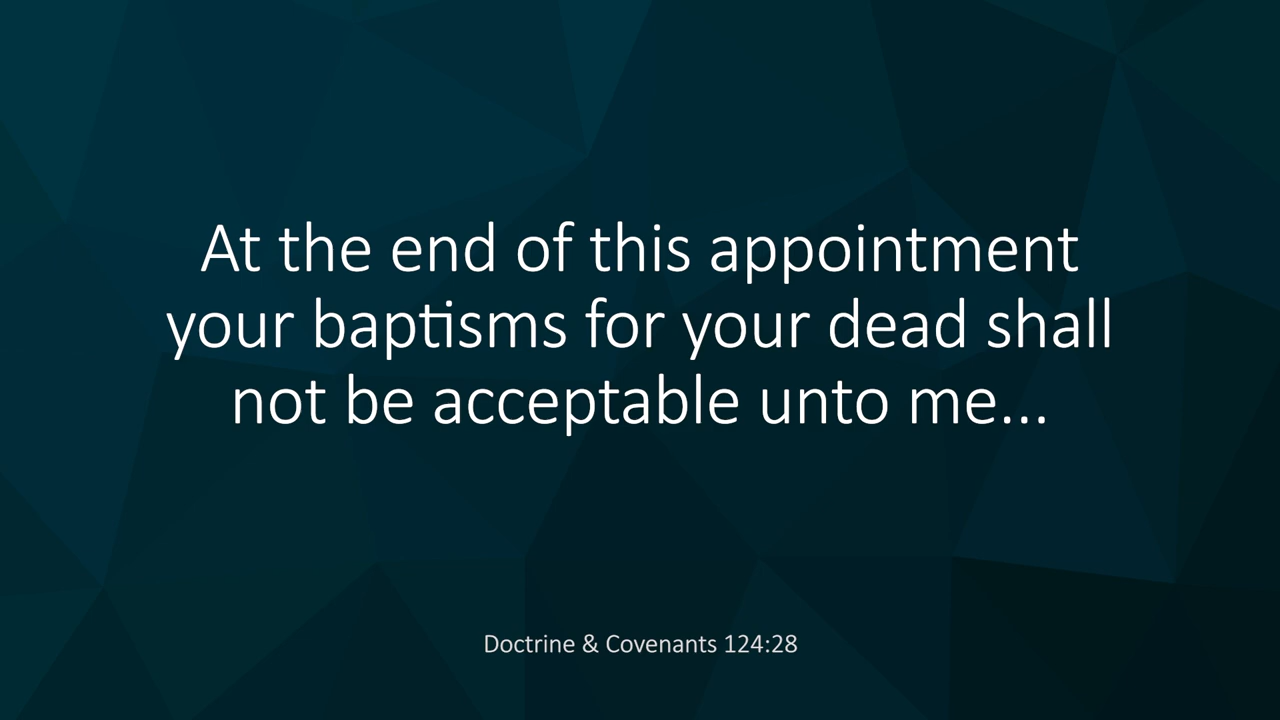 At the end of this appointment
your baptisms for your dead shall
not be acceptable unto me...
Doctrine & Covenants 124:28